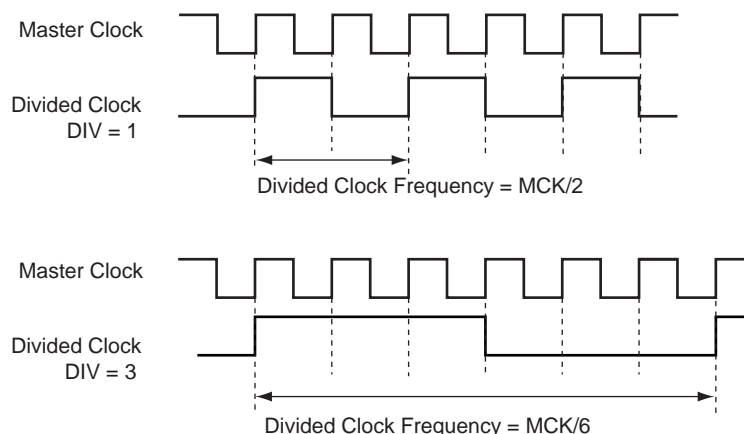 Master Clock
Divided Clock
DIV = 1
Divided Clock Frequency = MCK/2
Master Clock
Divided Clock
DIV = 3
Divided Clock Frequency = MCK/6